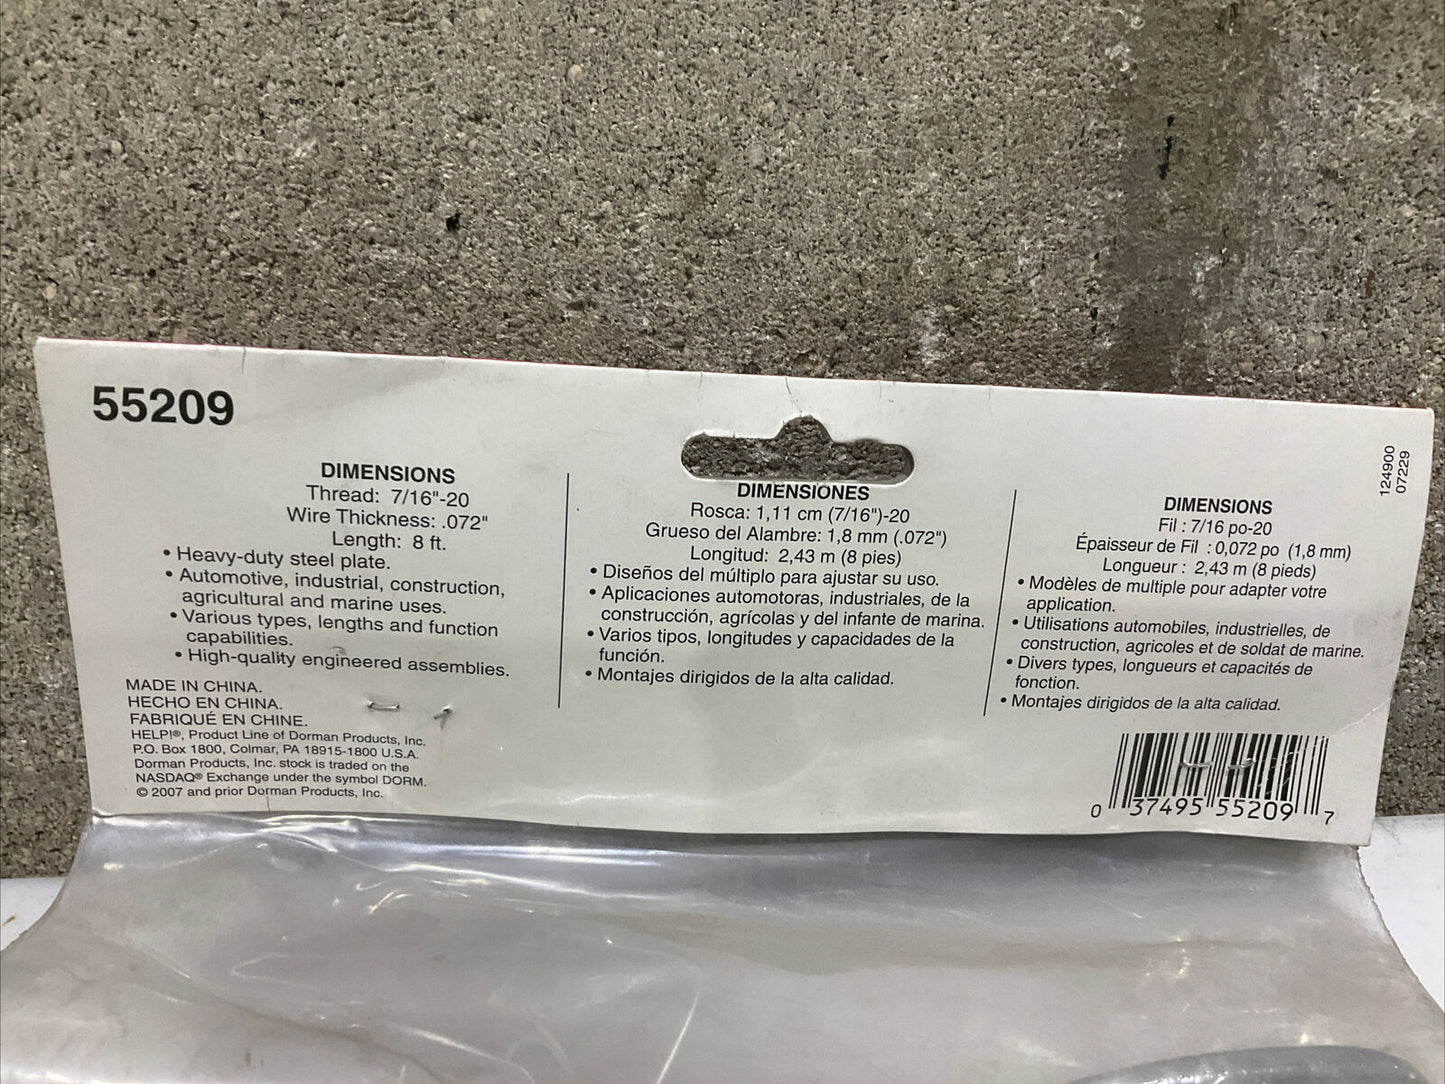 55209
DIMENSIONS
Thread: 7/16"-20
Wire Thickness: .072"
Length: 8 ft.
• Heavy-duty steel plate.
• Automotive, industrial, construction,
agricultural and marine uses.
• Various types, lengths and function
capabilities.
• High-quality engineered assemblies.
MADE IN CHINA.
HECHO EN CHINA.
FABRIQUÉ EN CHINE.
HELP!®, Product Line of Dorman Products, Inc.
P.O. Box 1800, Colmar, PA 18915-1800 U.S.A.
Dorman Products, Inc. stock is traded on the
NASDAQ® Exchange under the symbol DORM.
© 2007 and prior Dorman Products, Inc.
DIMENSIONES
Rosca: 1,11 cm (7/16")-20
Grueso del Alambre: 1,8 mm (.072")
Longitud: 2,43 m (8 pies)
• Diseños del múltiplo para ajustar su uso.
• Aplicaciones automotoras, industriales, de la
construcción, agrícolas y del infante de marina.
• Varios tipos, longitudes y capacidades de la
función.
• Montajes dirigidos de la alta calidad.
DIMENSIONS
Fil : 7/16 po-20
Épaisseur de Fil : 0,072 po (1,8 mm)
Longueur : 2,43 m (8 pieds)
• Modèles de multiple pour adapter votre
application.
• Utilisations automobiles, industrielles, de
construction, agricoles et de soldat de marine.
• Divers types, longueurs et capacités de
fonction.
• Montajes dirigidos de la alta calidad.
124900
07229
0 37495 55209 7